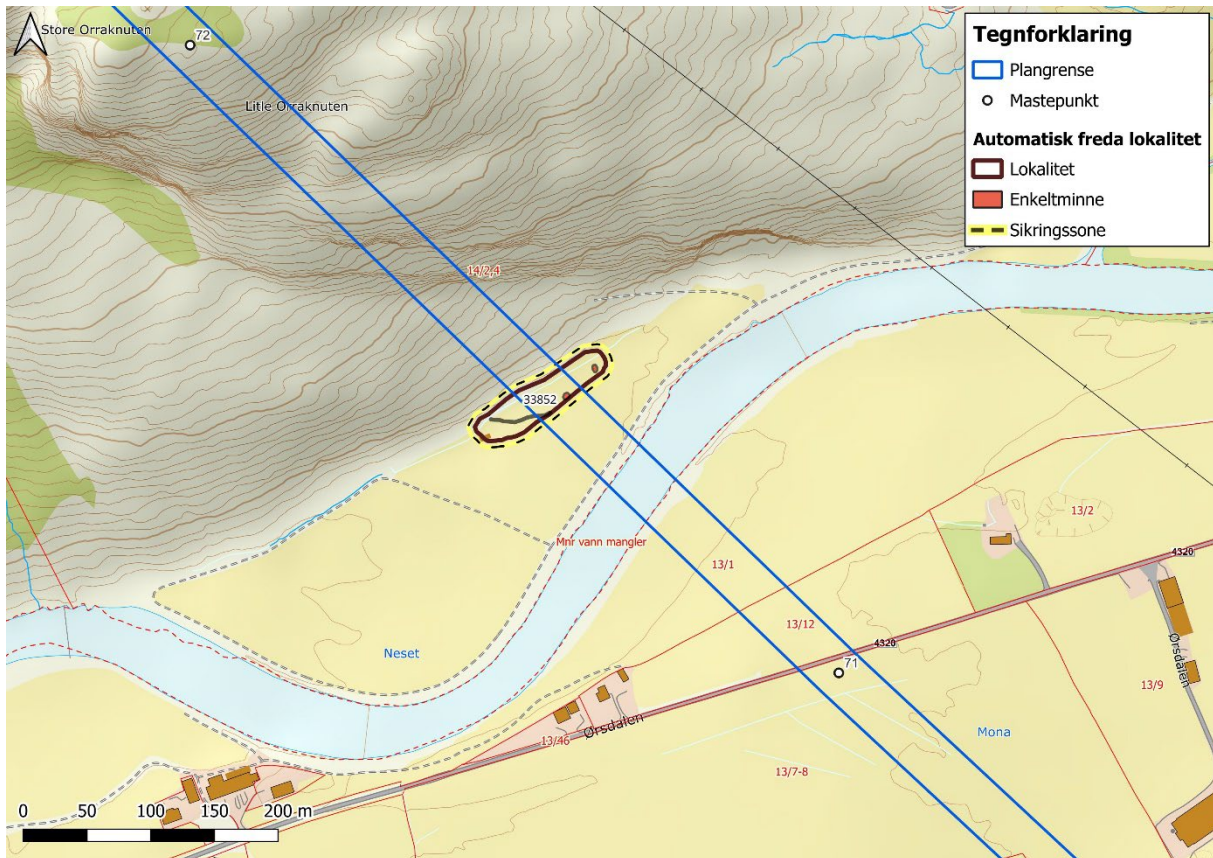 Store Orraknuten
72
Litle Orraknuten
Tegnforklaring
Plangrense
Mastepunkt
Automatisk freda lokalitet
Lokalitet
Enkeltminne
Sikringssone
14/2,4
33852
13/2
Mnr vann mangler
13/1
4320
13/12
4320
Ørsdalen
Neset
71
13/9
Ørsdalen
13/46
Mona
13/7-8
0 50 100 150 200 m